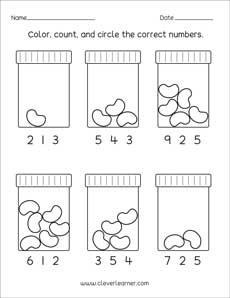 Name Date
Color, count, and circle the correct numbers.
2 1 3 5 4 3 9 2 5
6 1 2 3 5 4 7 2 5
www.cleverlearner.com